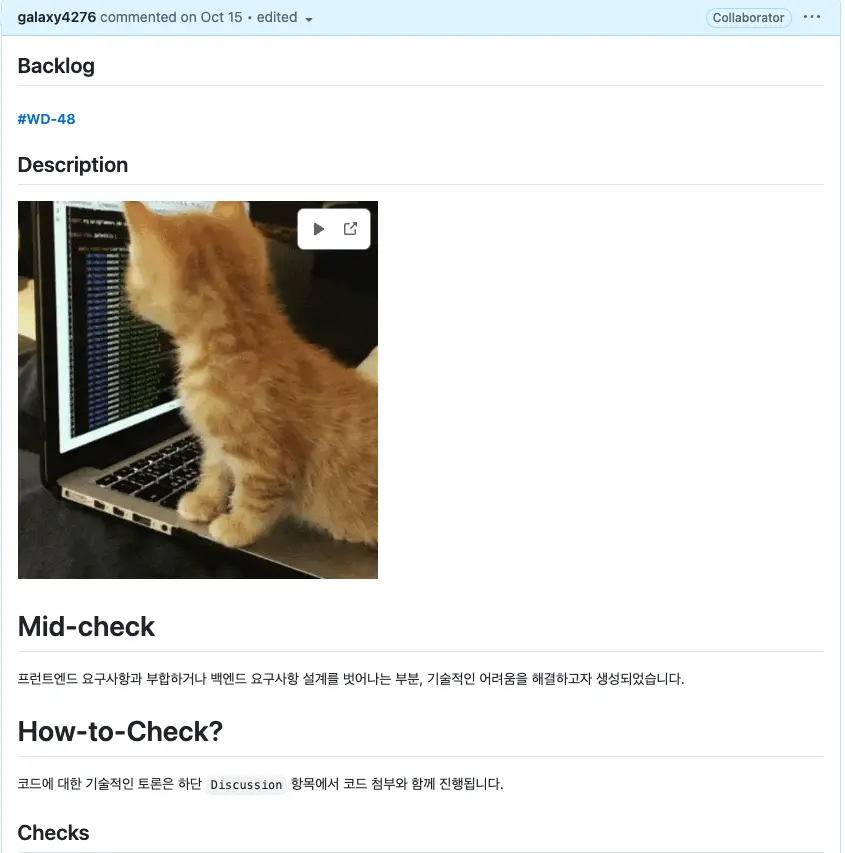 galaxy4276 commented on Oct 15 • edited
Collaborator
Backlog
#WD-48
Description
Mid-check
프런트엔드 요구사항과 부합하거나 백엔드 요구사항 설계를 벗어나는 부분, 기술적인 어려움을 해결하고자 생성되었습니다.
How-to-Check?
코드에 대한 기술적인 토론은 하단 Discussion 항목에서 코드 첨부와 함께 진행됩니다.
Checks